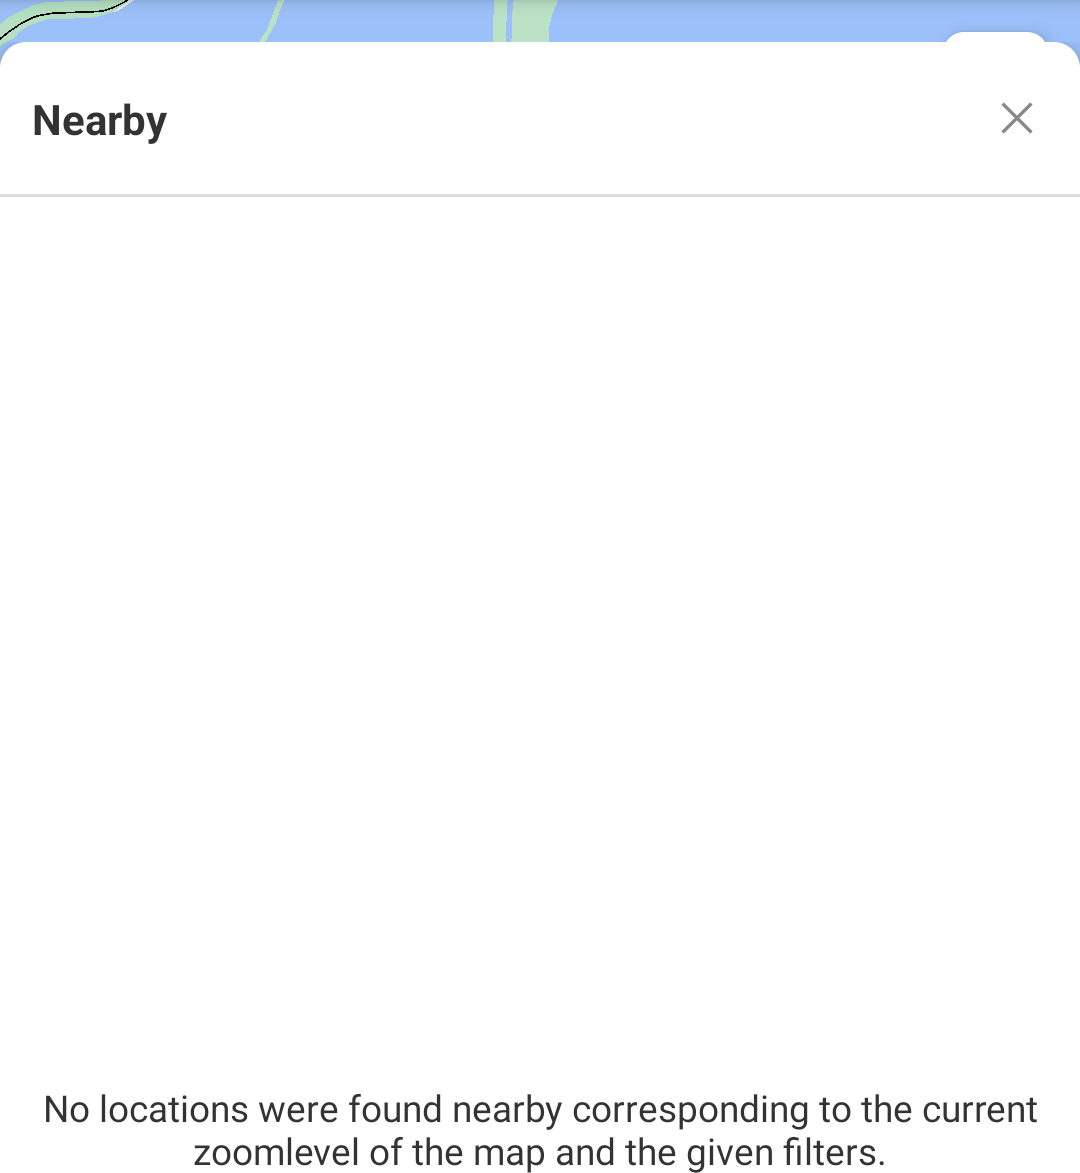 Nearby
No locations were found nearby corresponding to the current
zoomlevel of the map and the given filters.